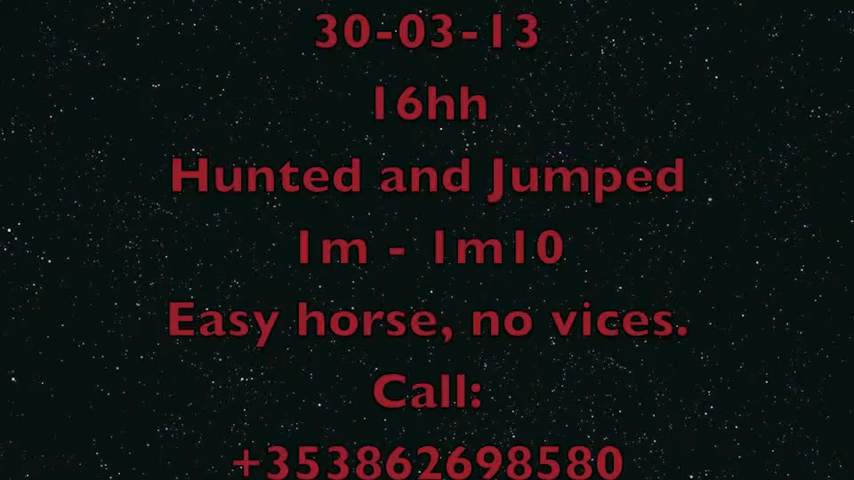 30-03-13
16hh
Hunted and Jumped
1m - 1m10
Easy horse, no vices.
Call:
+353862698580